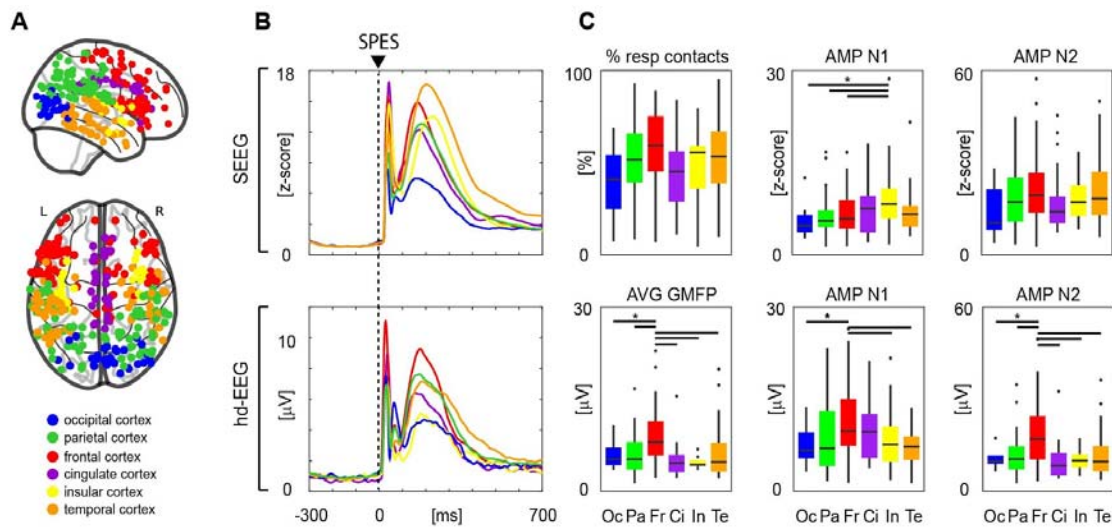 A
B
C
SPES
% resp contacts
AMP N1
AMP N2
18
100
30
60
*
SEEG
[z-score]
[%]
[z-score]
[z-score]
0
0
0
0
L
R
AVG GMFP
AMP N1
AMP N2
30
30
60
* * *
10
hd-EEG
[µV]
[µV]
[µV]
[µV]
0
0
0
0
-300 0 [ms] 700
Oc Pa Fr Ci In Te
Oc Pa Fr Ci In Te
Oc Pa Fr Ci In Te
occipital cortex
parietal cortex
frontal cortex
cingulate cortex
insular cortex
temporal cortex